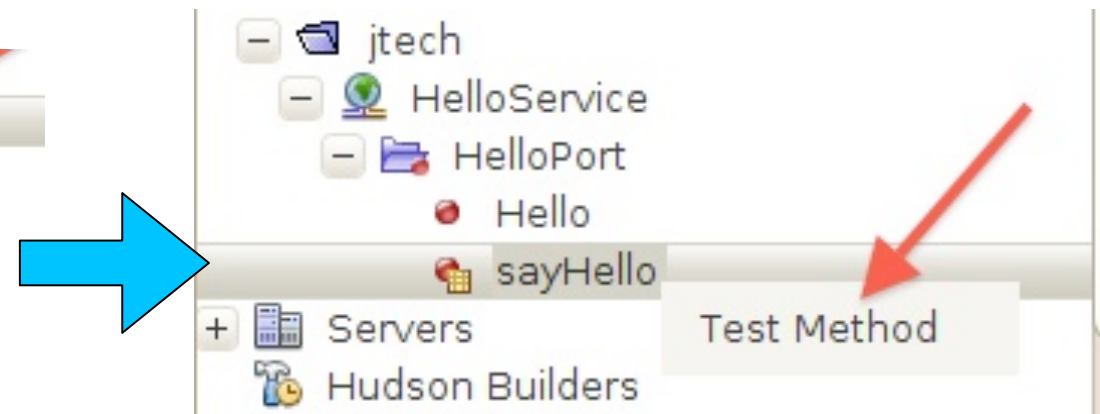 jtech
HelloService
HelloPort
Hello
sayHello
Test Method
Servers
Hudson Builders